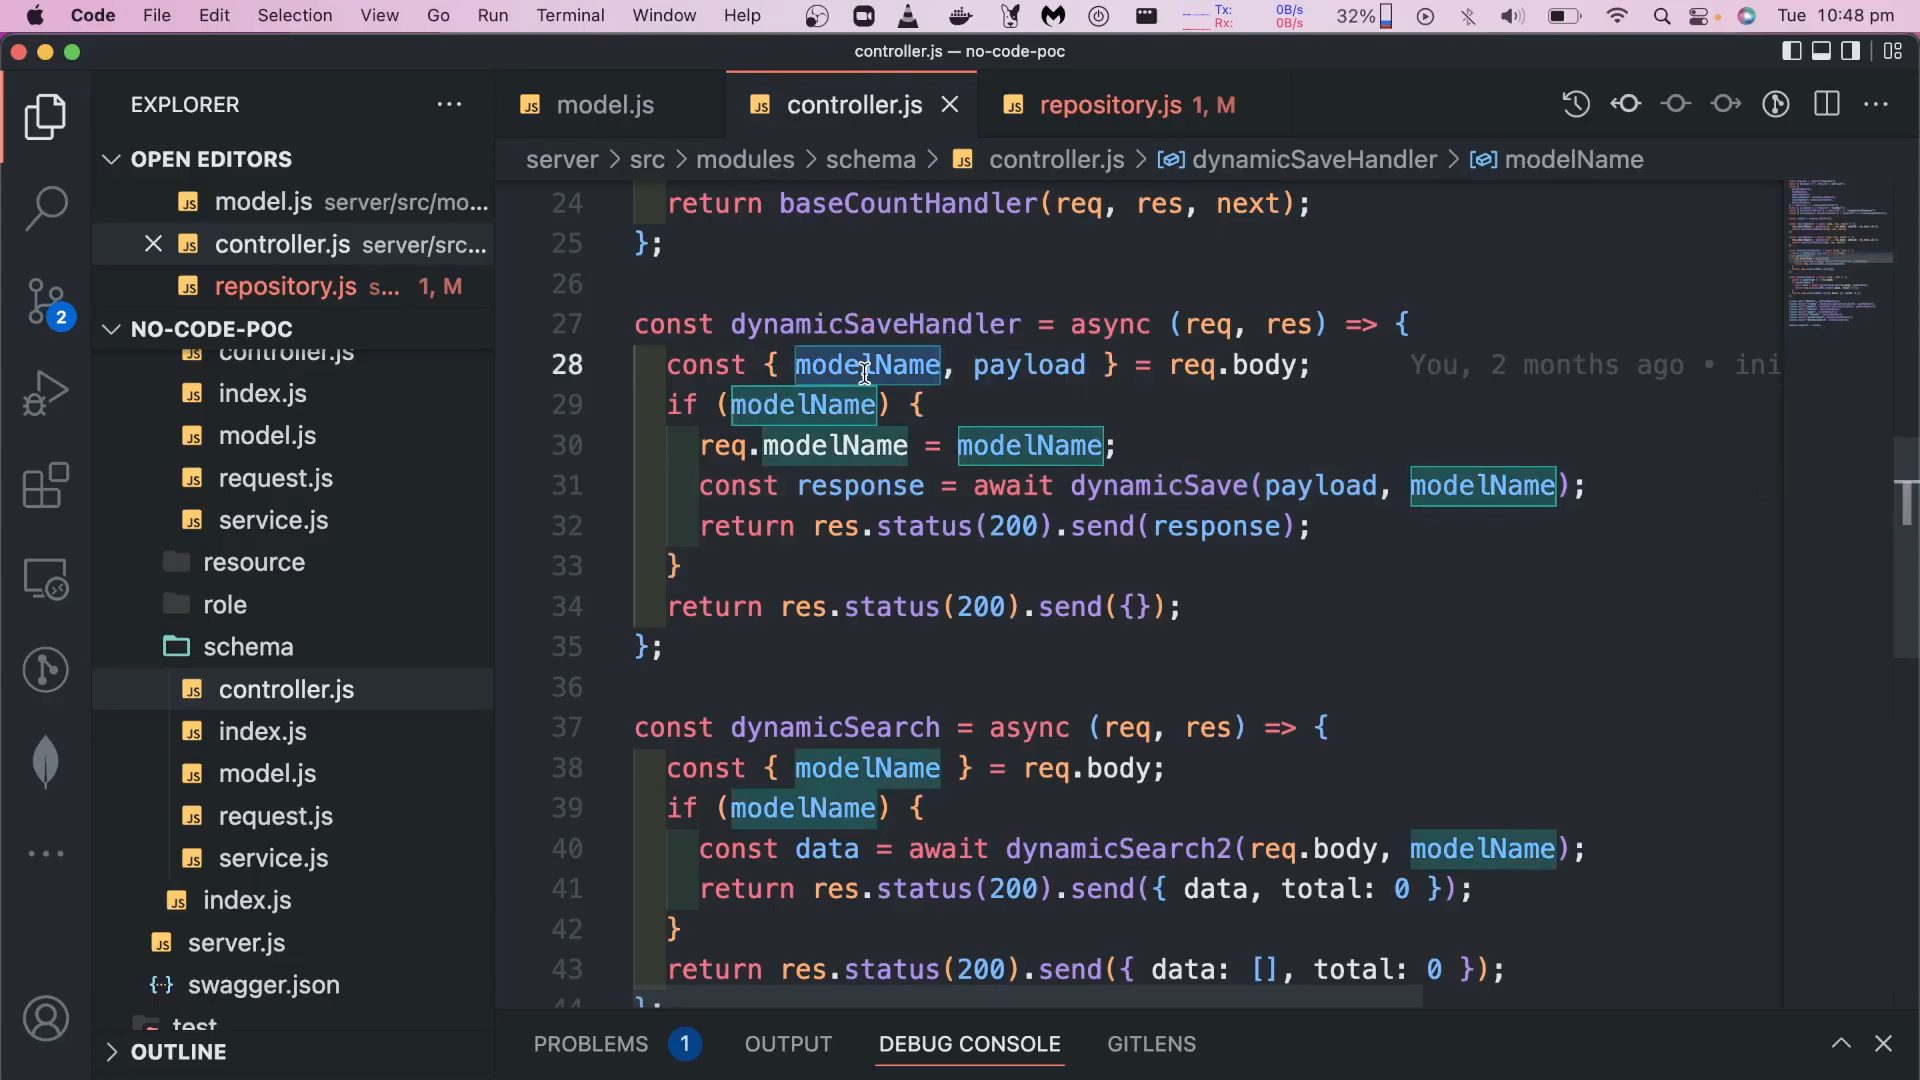 Code File Edit Selection View Go Run Terminal Window Help Tx: Rx: 0B/s 0B/s 32% Tue 10:48 pm
controller.js — no-code-poc
EXPLORER
OPEN EDITORS
model.js server/src/mo...
controller.js server/src...
repository.js s... 1, M
NO-CODE-POC
controller.js
index.js
model.js
request.js
service.js
resource
role
schema
controller.js
index.js
model.js
request.js
service.js
index.js
server.js
swagger.json
test
OUTLINE
2
model.js controller.js repository.js 1, M
server > src > modules > schema > controller.js > dynamicSaveHandler > modelName
24 return baseCountHandler(req, res, next);
25 };
26
27 const dynamicSaveHandler = async (req, res) => {
28 const { modelName, payload } = req.body; You, 2 months ago • ini
29 if (modelName) {
30 req.modelName = modelName;
31 const response = await dynamicSave(payload, modelName);
32 return res.status(200).send(response);
33 }
34 return res.status(200).send({});
35 };
36
37 const dynamicSearch = async (req, res) => {
38 const { modelName } = req.body;
39 if (modelName) {
40 const data = await dynamicSearch2(req.body, modelName);
41 return res.status(200).send({ data, total: 0 });
42 }
43 return res.status(200).send({ data: [], total: 0 });
44 };
PROBLEMS 1 OUTPUT DEBUG CONSOLE GITLENS